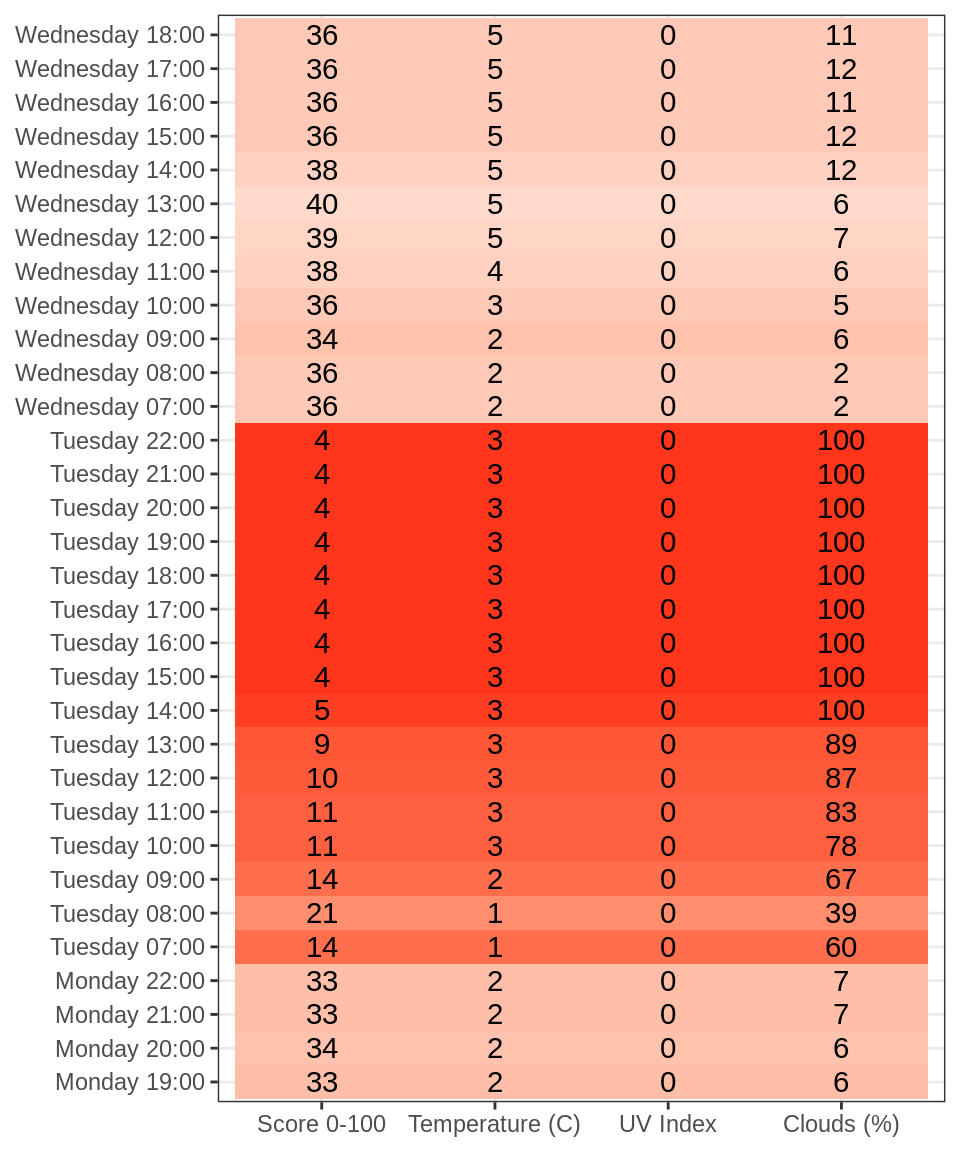 Wednesday 18:00 36 5 0 11
Wednesday 17:00 36 5 0 12
Wednesday 16:00 36 5 0 11
Wednesday 15:00 36 5 0 12
Wednesday 14:00 38 5 0 12
Wednesday 13:00 40 5 0 6
Wednesday 12:00 39 5 0 7
Wednesday 11:00 38 4 0 6
Wednesday 10:00 36 3 0 5
Wednesday 09:00 34 2 0 6
Wednesday 08:00 36 2 0 2
Wednesday 07:00 36 2 0 2
Tuesday 22:00 4 3 0 100
Tuesday 21:00 4 3 0 100
Tuesday 20:00 4 3 0 100
Tuesday 19:00 4 3 0 100
Tuesday 18:00 4 3 0 100
Tuesday 17:00 4 3 0 100
Tuesday 16:00 4 3 0 100
Tuesday 15:00 4 3 0 100
Tuesday 14:00 5 3 0 100
Tuesday 13:00 9 3 0 89
Tuesday 12:00 10 3 0 87
Tuesday 11:00 11 3 0 83
Tuesday 10:00 11 3 0 78
Tuesday 09:00 14 2 0 67
Tuesday 08:00 21 1 0 39
Tuesday 07:00 14 1 0 60
Monday 22:00 33 2 0 7
Monday 21:00 33 2 0 7
Monday 20:00 34 2 0 6
Monday 19:00 33 2 0 6
Score 0-100 Temperature (C) UV Index Clouds (%)